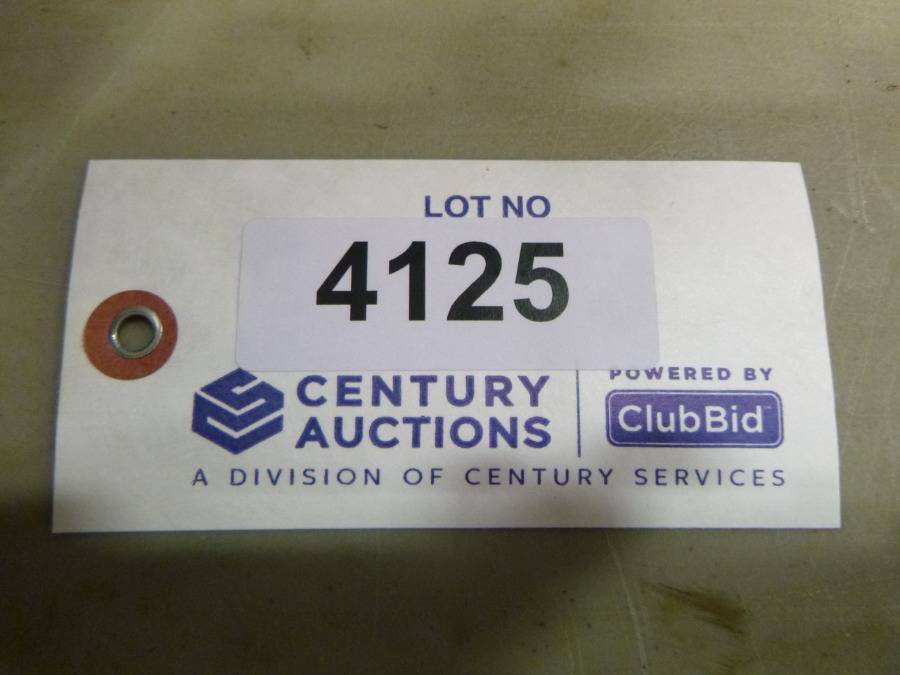 LOT NO
4125
CENTURY
AUCTIONS
POWERED BY
ClubBid
A DIVISION OF CENTURY SERVICES